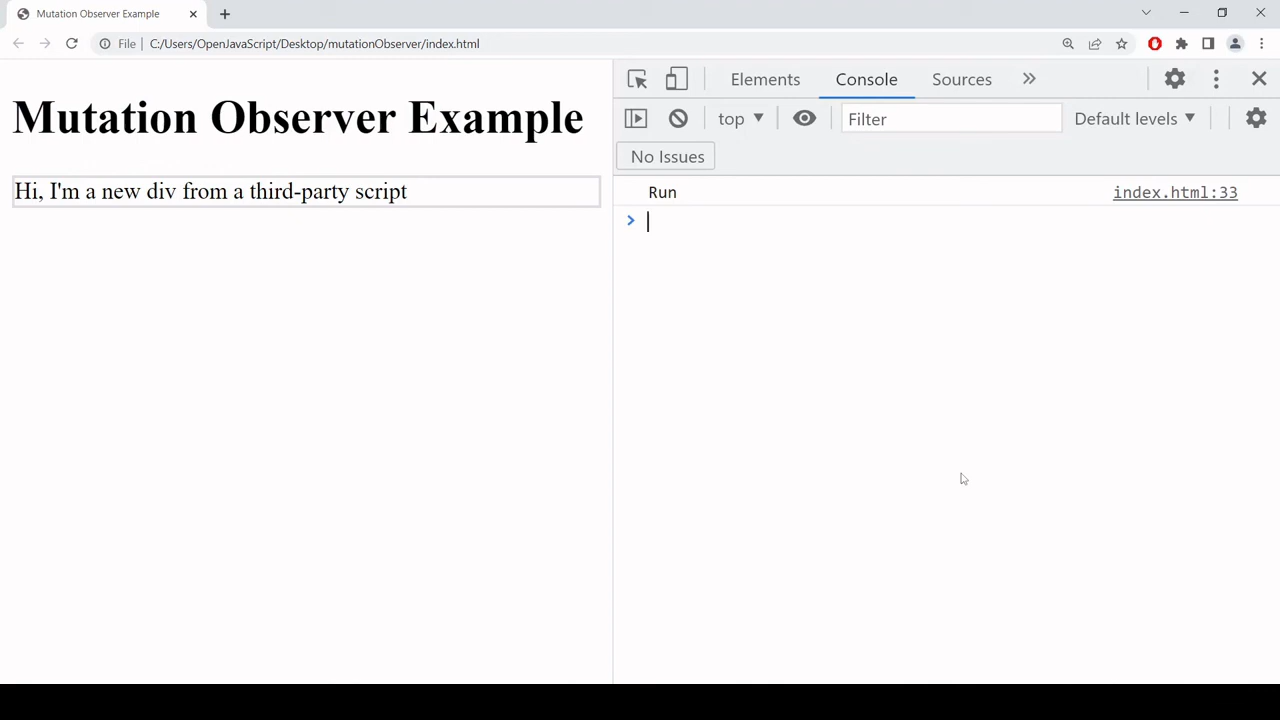 Mutation Observer Example
File | C:/Users/OpenJavaScript/Desktop/mutationObserver/index.html
Mutation Observer Example
Hi, I'm a new div from a third-party script
Elements Console Sources
top Filter Default levels
No Issues
Run index.html:33